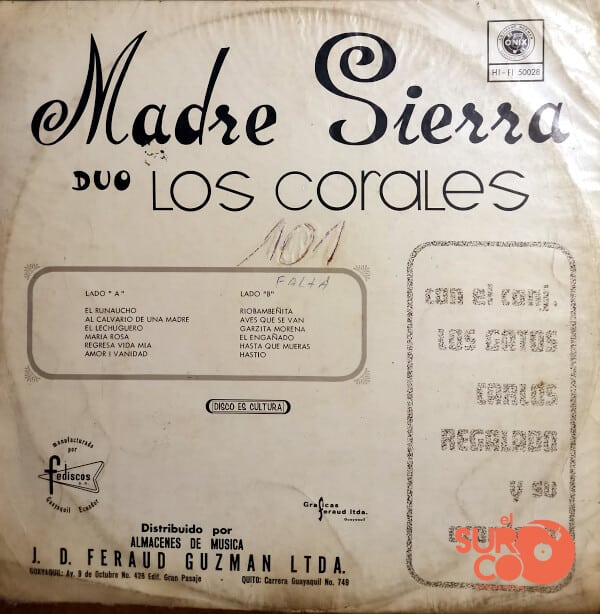 ONIX
HI-FI 50028
Madre Sierra
DUO LOS CORALES
101
FALTA
LADO "A"
EL RUNAUCHO
AL CALVARIO DE UNA MADRE
EL LECHUGUERO
MARIA ROSA
REGRESA VIDA MIA
AMOR I VANIDAD
LADO "B"
RIOBAMBEÑITA
AVES QUE SE VAN
GARZITA MORENA
EL ENGAÑADO
HASTA QUE MUERAS
HASTIO
con el conj.
LOS GATOS
CARLOS
REGALADO
y su
DISCO ES CULTURA
manufacturado
por
fediscos
Guayaquil Ecuador
Graficas
Feraud ltda.
Guayaquil
Distribuido por
ALMACENES DE MUSICA
J. D. FERAUD GUZMAN LTDA.
GUAYAQUIL: Av. 9 de Octubre No. 426 Edif. Gran Pasaje - QUITO: Carrera Guayaquil No. 749
el
SURCO